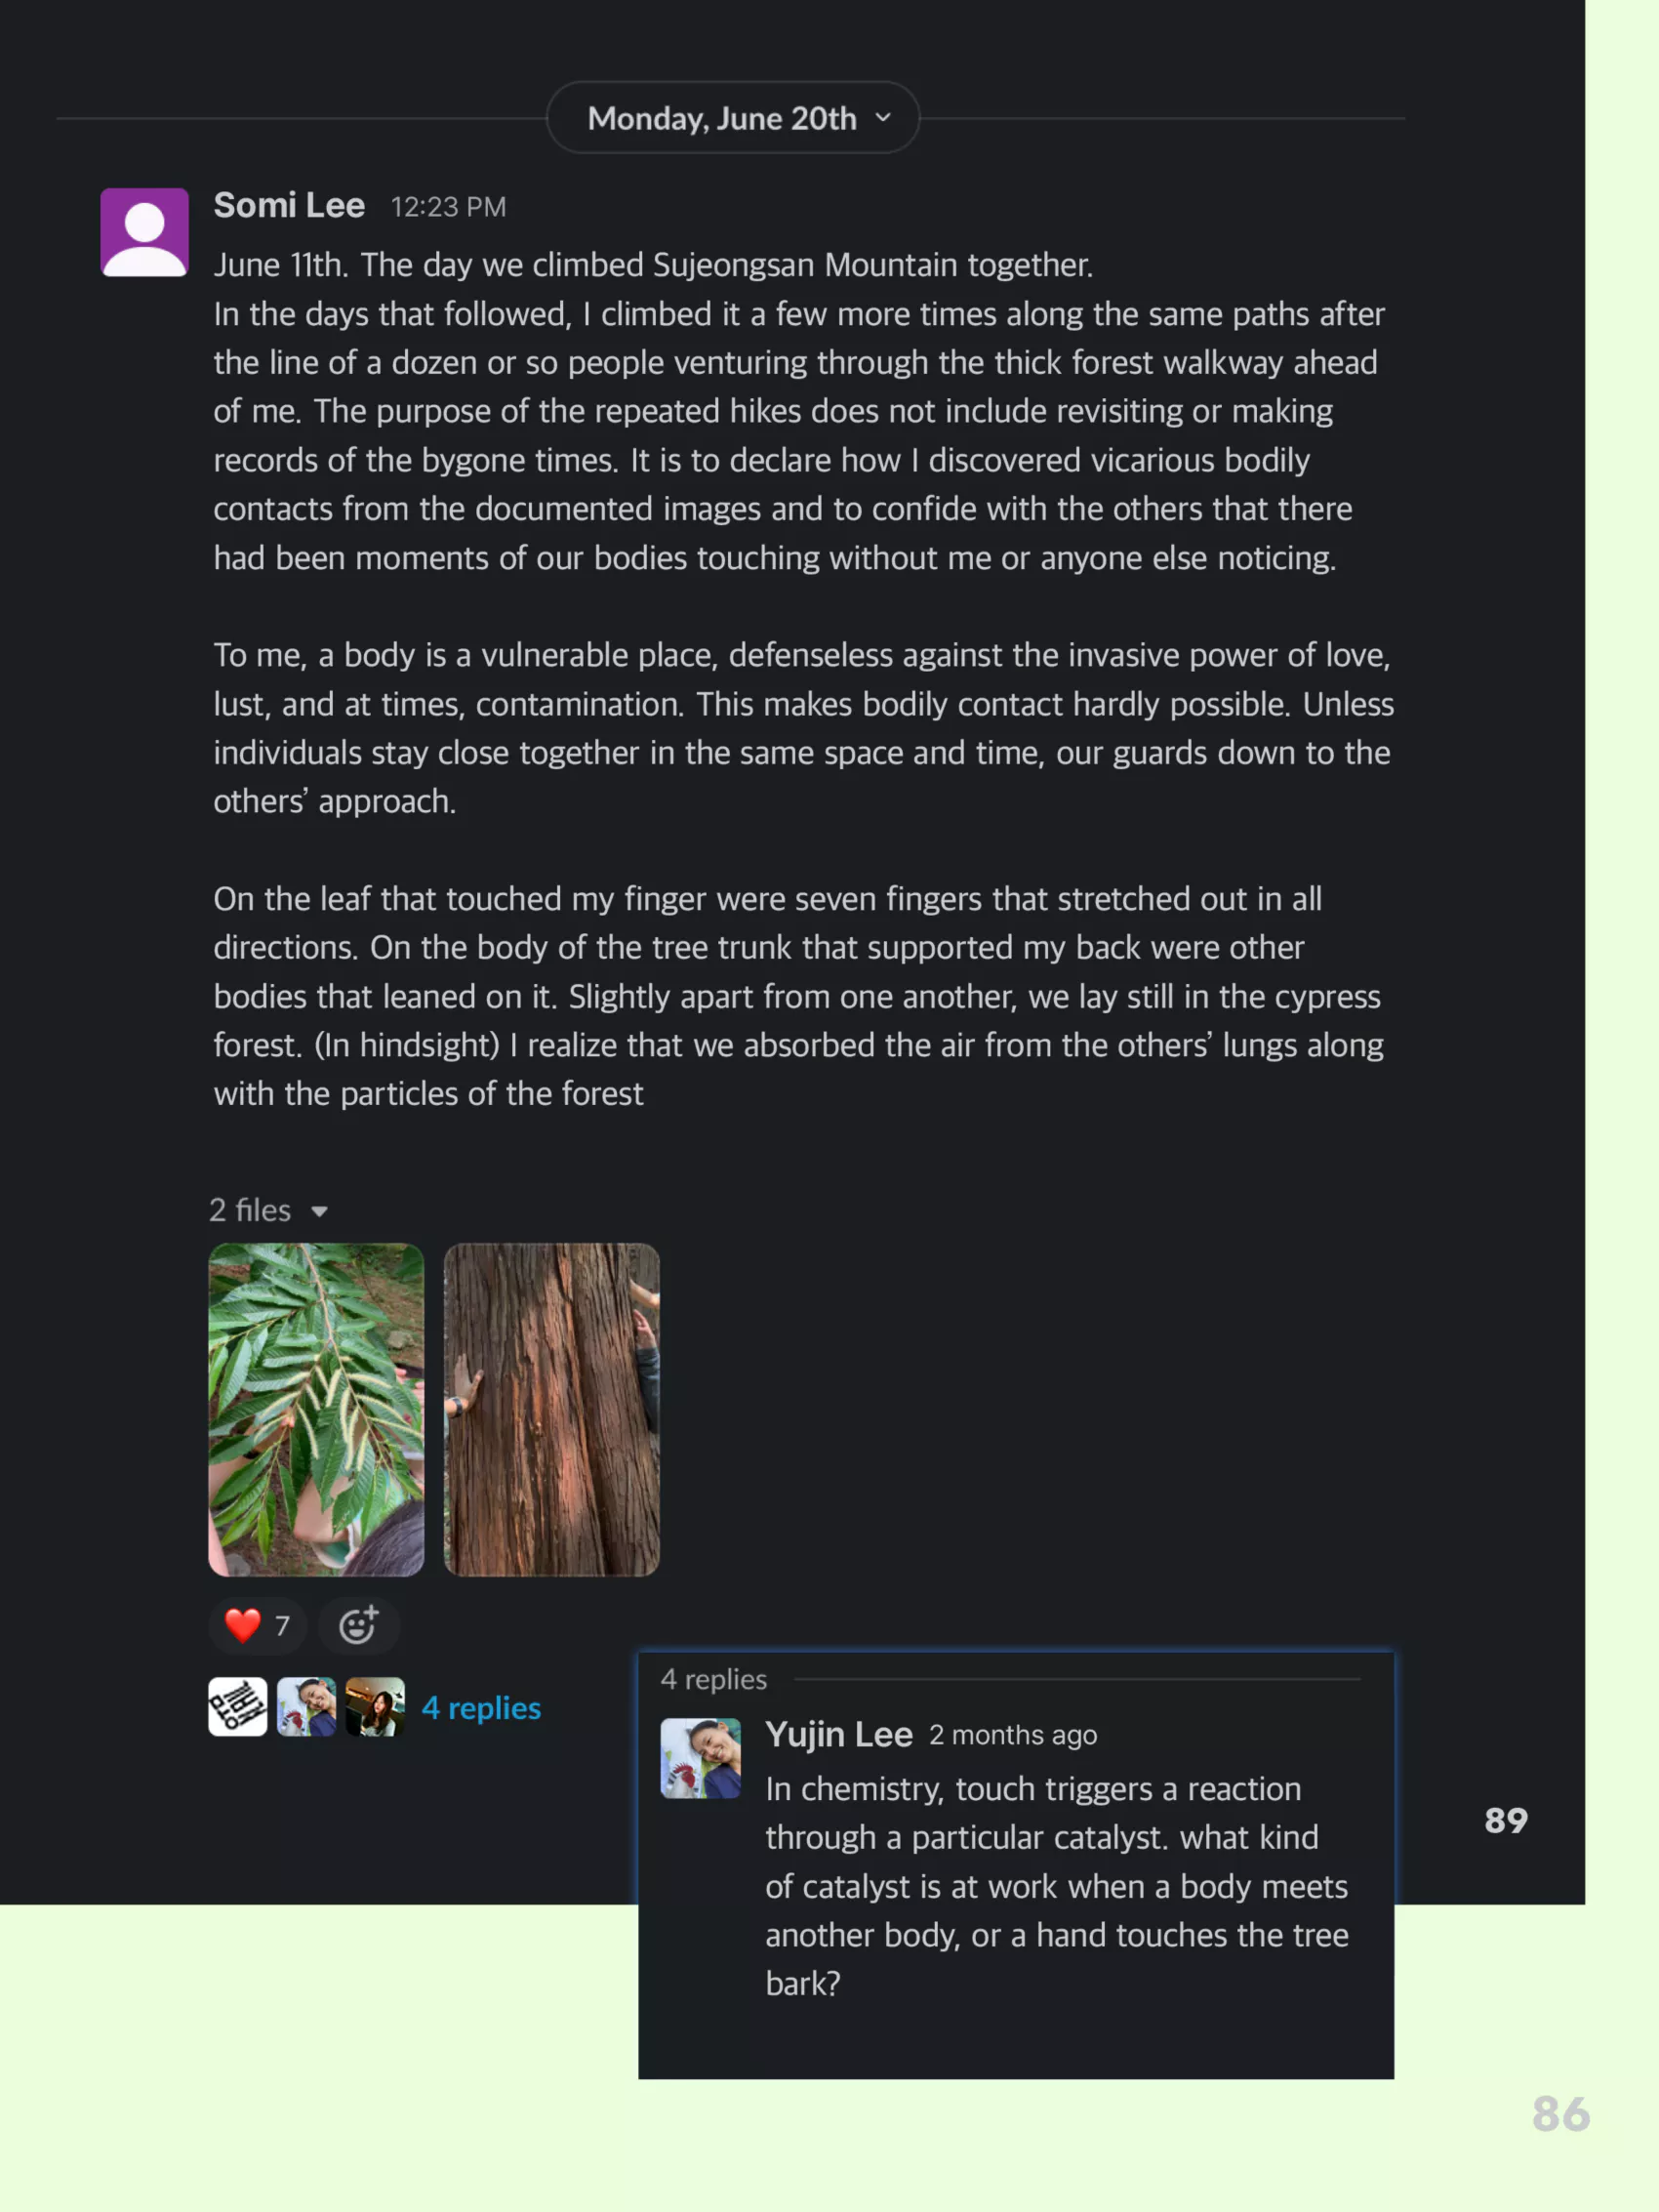 Monday, June 20th
Somi Lee 12:23 PM
June 11th. The day we climbed Sujeongsan Mountain together.
In the days that followed, I climbed it a few more times along the same paths after
the line of a dozen or so people venturing through the thick forest walkway ahead
of me. The purpose of the repeated hikes does not include revisiting or making
records of the bygone times. It is to declare how I discovered vicarious bodily
contacts from the documented images and to confide with the others that there
had been moments of our bodies touching without me or anyone else noticing.
To me, a body is a vulnerable place, defenseless against the invasive power of love,
lust, and at times, contamination. This makes bodily contact hardly possible. Unless
individuals stay close together in the same space and time, our guards down to the
others’ approach.
On the leaf that touched my finger were seven fingers that stretched out in all
directions. On the body of the tree trunk that supported my back were other
bodies that leaned on it. Slightly apart from one another, we lay still in the cypress
forest. (In hindsight) I realize that we absorbed the air from the others’ lungs along
with the particles of the forest
2 files
7
4 replies
4 replies
Yujin Lee 2 months ago
In chemistry, touch triggers a reaction
through a particular catalyst. what kind
of catalyst is at work when a body meets
another body, or a hand touches the tree
bark?
89
86